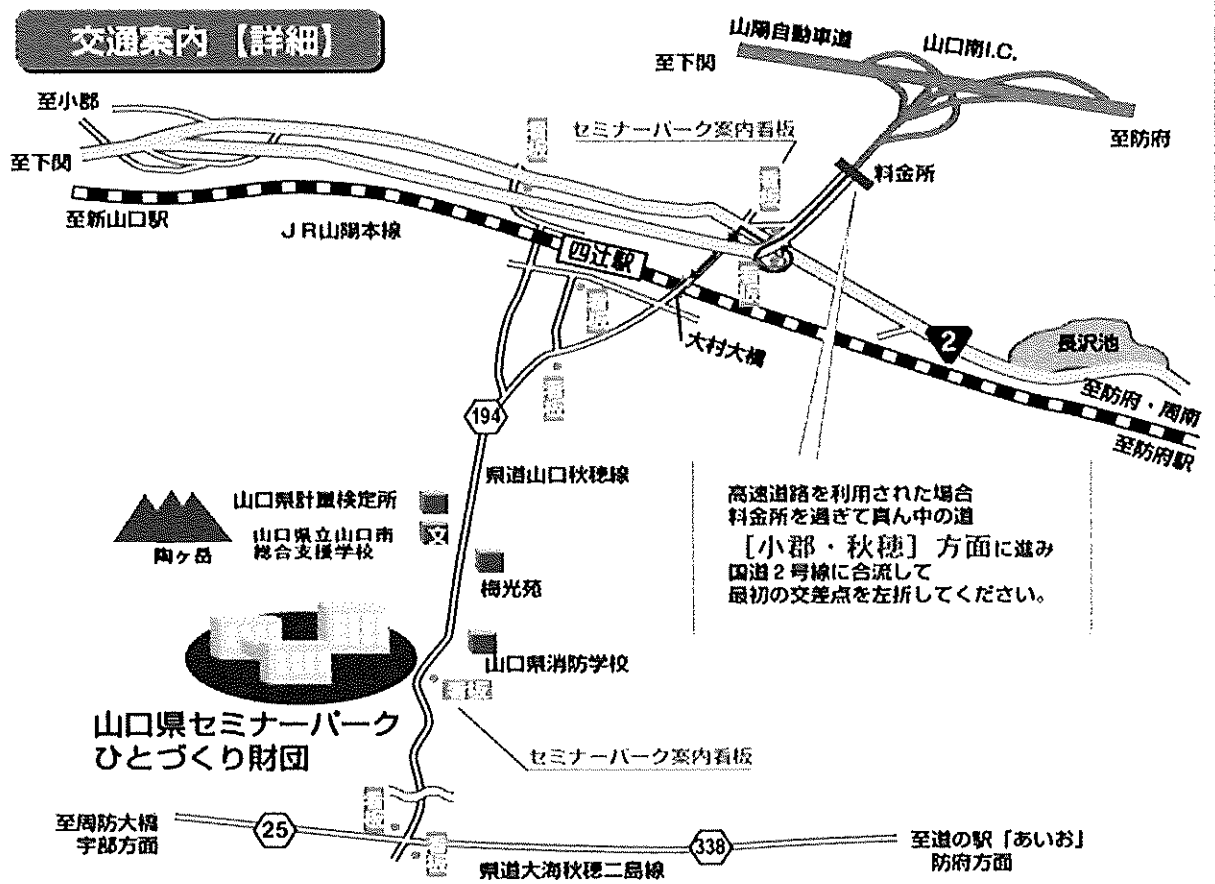 交通案内【詳細】
山陽自動車道
山口南I.C.
至下関
至防府
至小郡
至下関
セミナーパーク案内看板
料金所
至新山口駅
JR山陽本線
四辻駅
大村大橋
2
長沢池
至防府・周南
至防府駅
194
県道山口秋穂線
山口県計量検定所
山口県立山口南
総合支援学校
文
陶ヶ岳
梅光苑
高速道路を利用された場合
料金所を過ぎて真ん中の道
[小郡・秋穂]方面に進み
国道2号線に合流して
最初の交差点を左折してください。
山口県消防学校
看板
山口県セミナーパーク
ひとづくり財団
セミナーパーク案内看板
至周防大橋
宇部方面
25
338
県道大海秋穂二島線
至道の駅「あいお」
防府方面